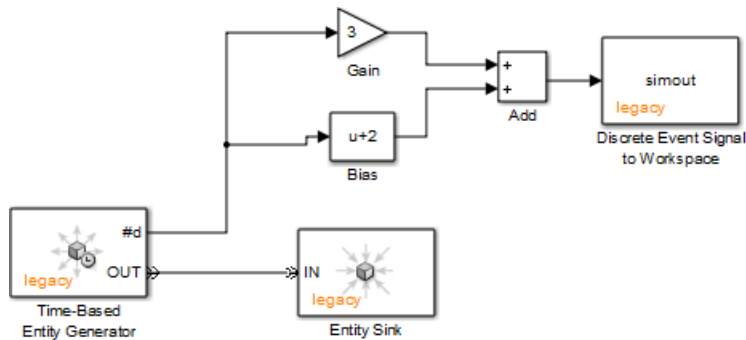 3
Gain
+
+
Add
simout
legacy
Discrete Event Signal
to Workspace
u+2
Bias
#d
OUT
legacy
Time-Based
Entity Generator
IN
legacy
Entity Sink